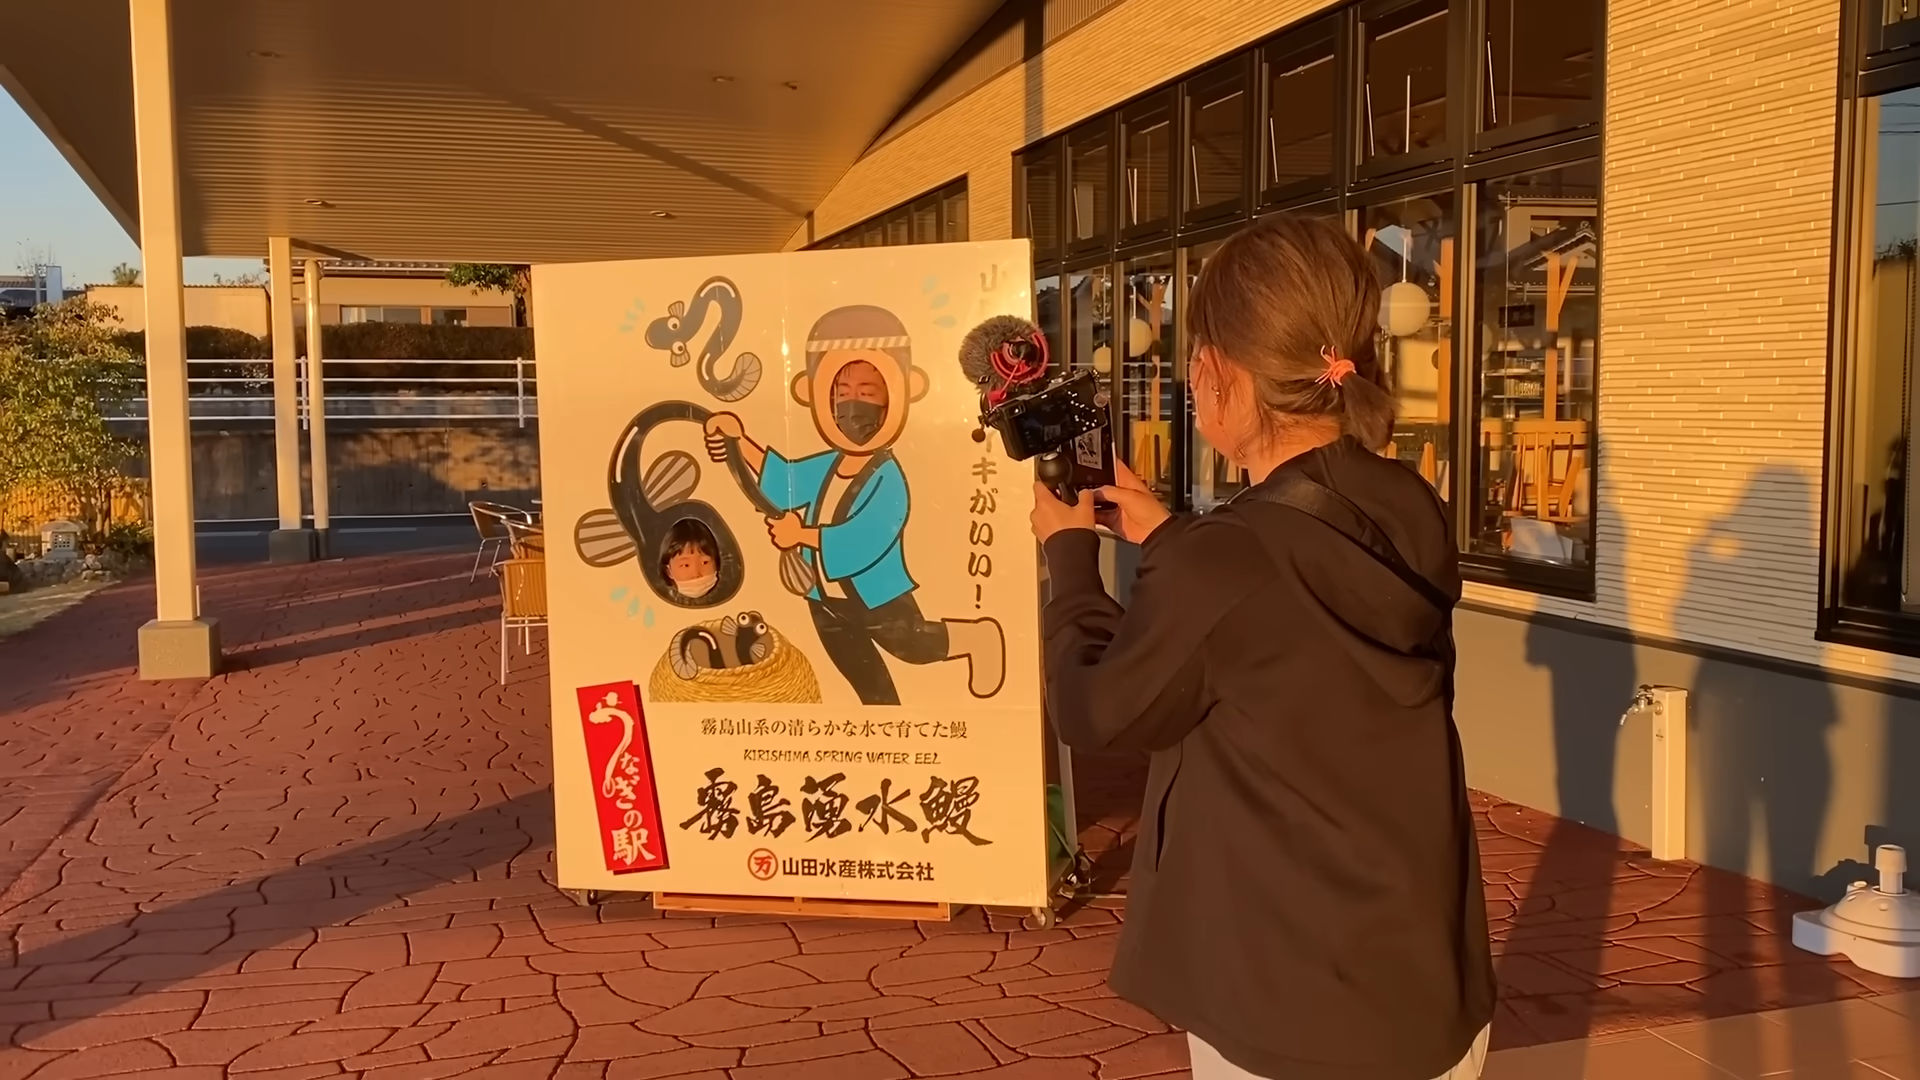 山
キがいい!
霧島山系の清らかな水で育てた鰻
KIRISHIMA SPRING WATER EEL
うなぎの駅
霧島湧水鰻
万 山田水産株式会社